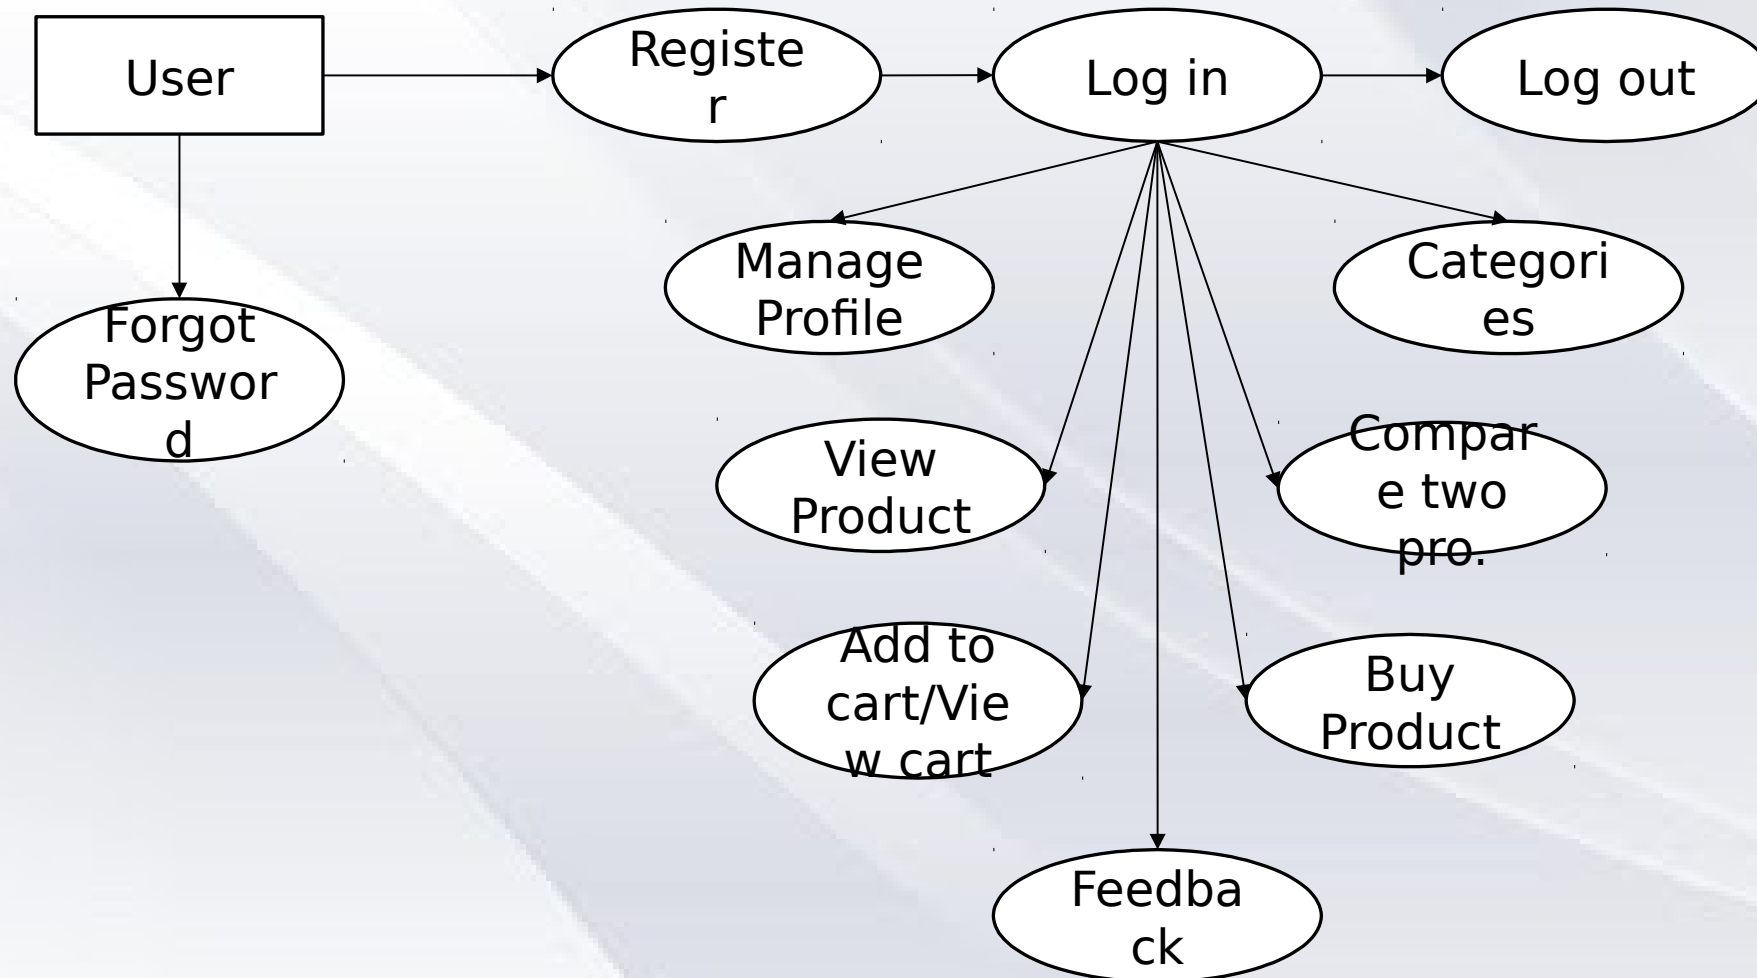 User
Registe
r
Log in
Log out
Manage
Profile
Categori
es
Forgot
Passwor
d
View
Product
Compar
e two
pro.
Add to
cart/Vie
w cart
Buy
Product
Feedba
ck